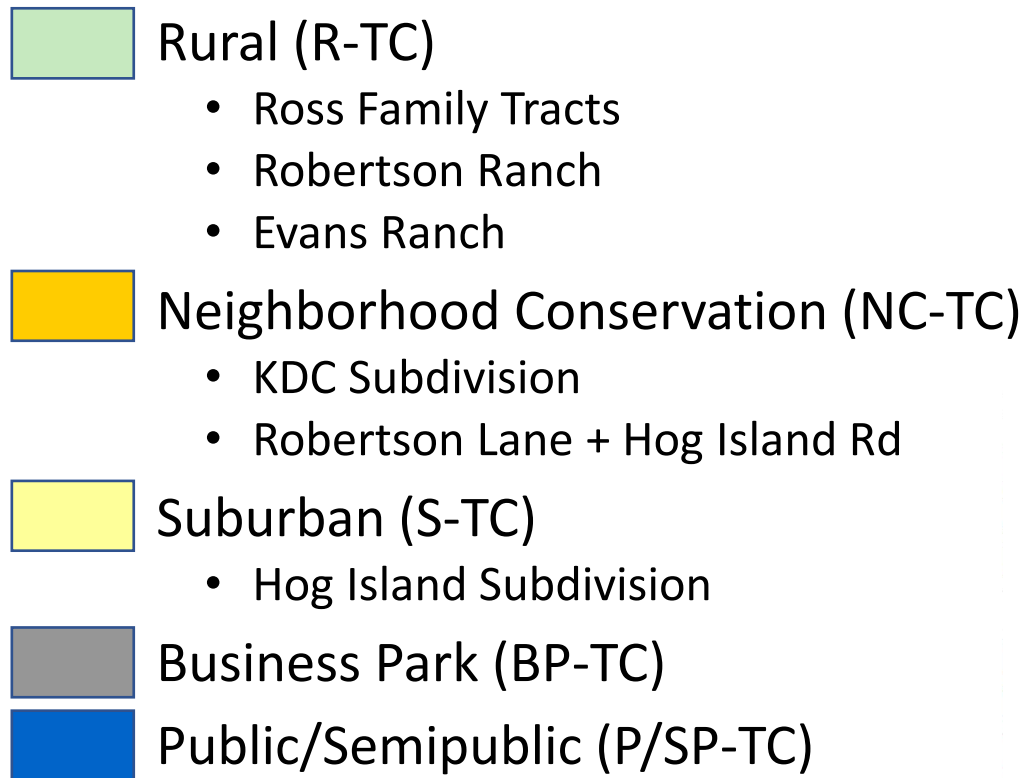 Rural (R-TC)
• Ross Family Tracts
• Robertson Ranch
• Evans Ranch
Neighborhood Conservation (NC-TC)
• KDC Subdivision
• Robertson Lane + Hog Island Rd
Suburban (S-TC)
• Hog Island Subdivision
Business Park (BP-TC)
Public/Semipublic (P/SP-TC)